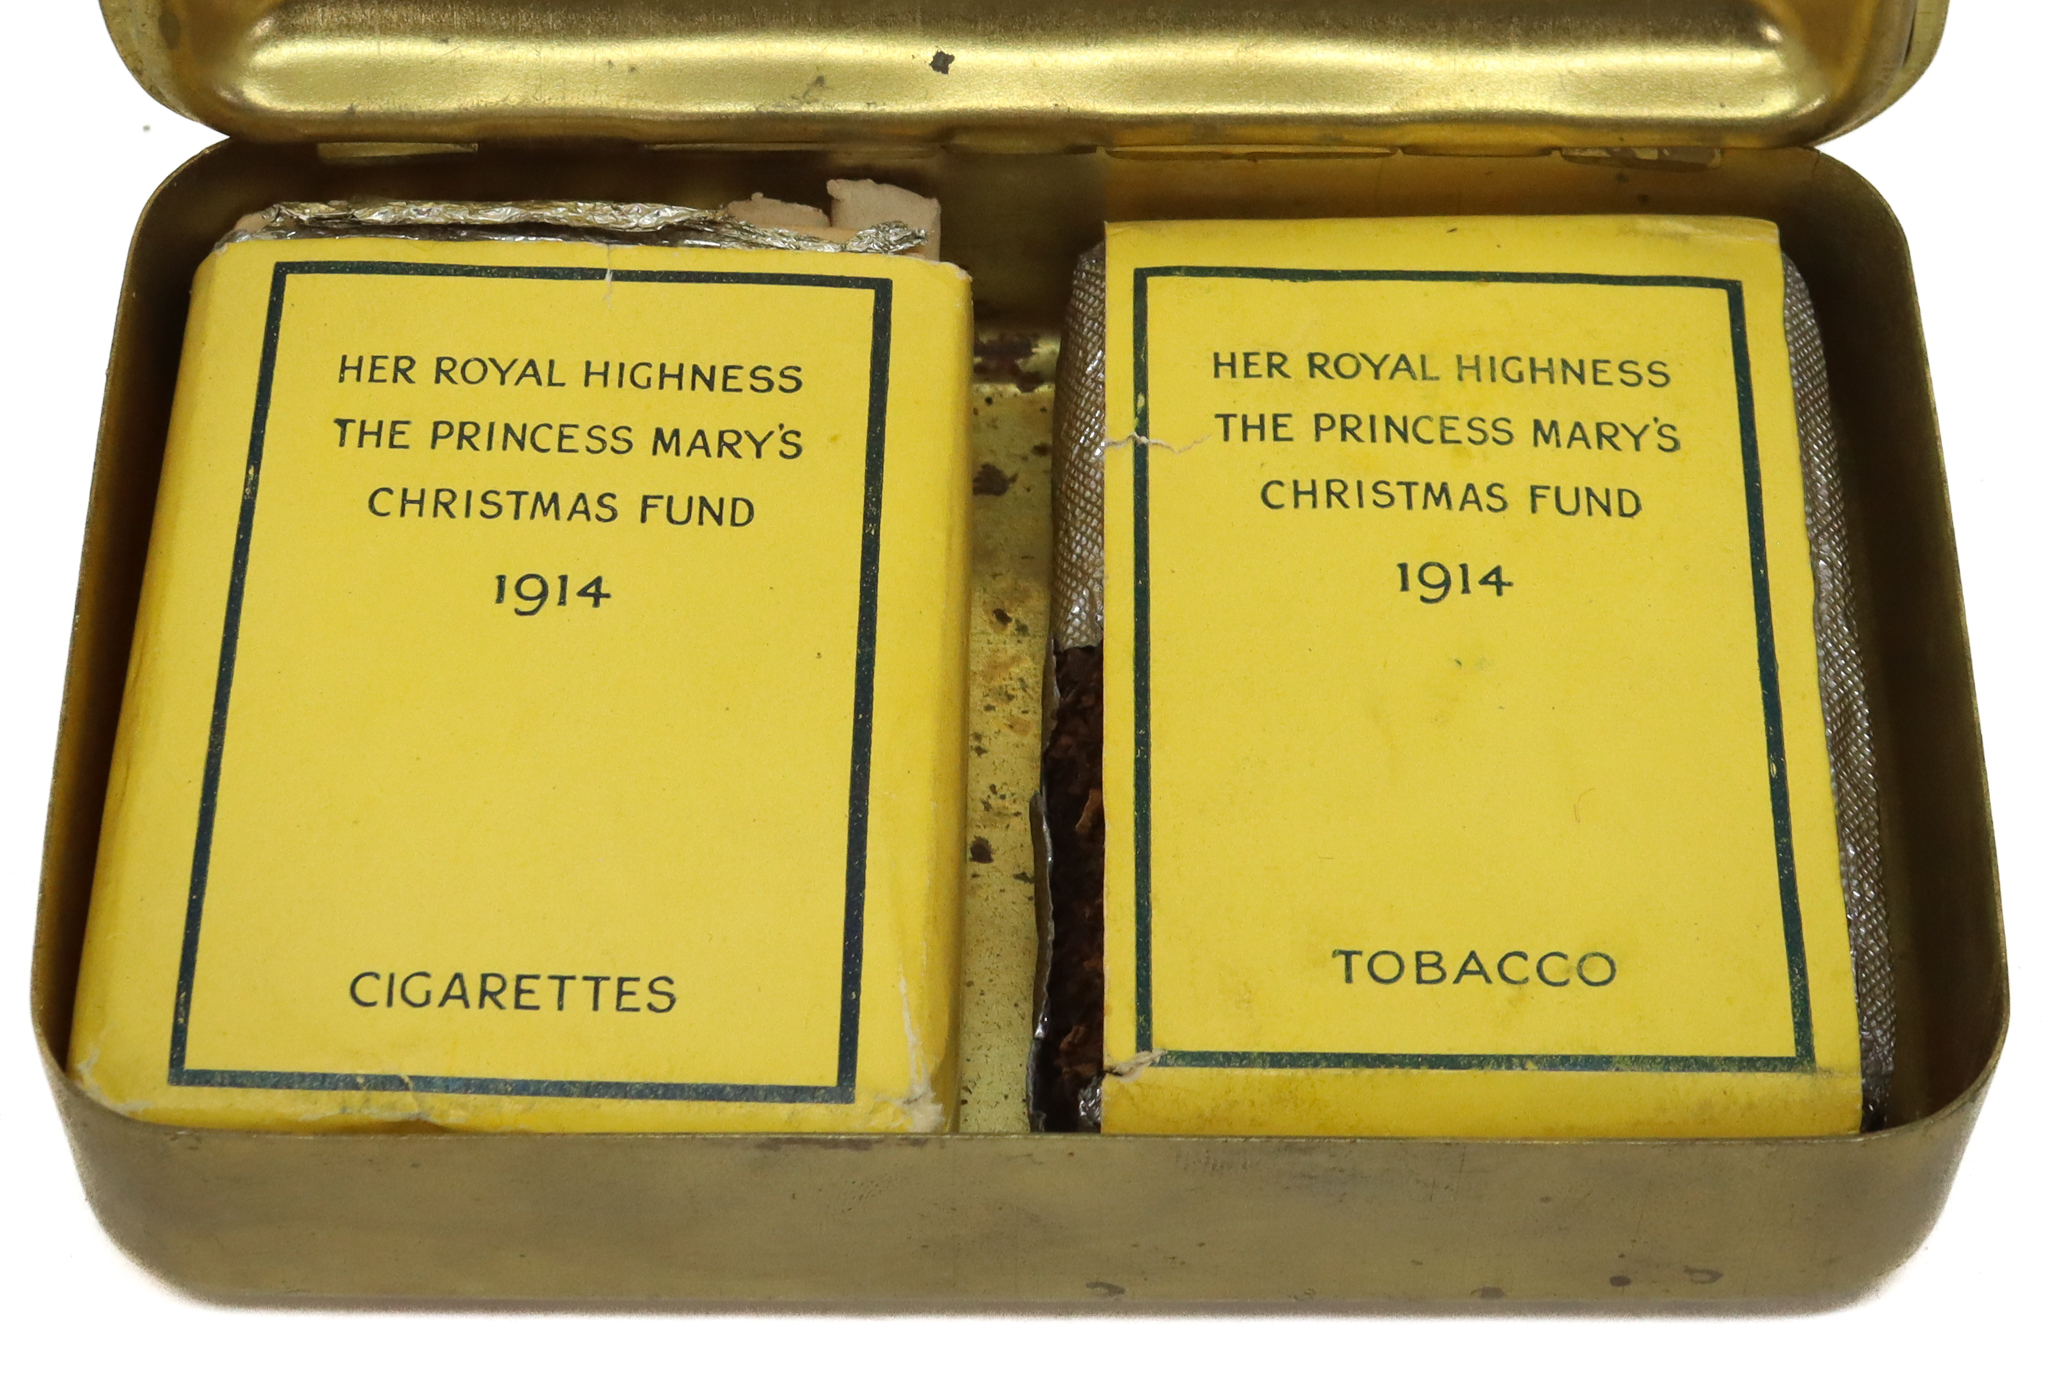 HER ROYAL HIGHNESS
THE PRINCESS MARY'S
CHRISTMAS FUND
1914
CIGARETTES
HER ROYAL HIGHNESS
THE PRINCESS MARY'S
CHRISTMAS FUND
1914
TOBACCO